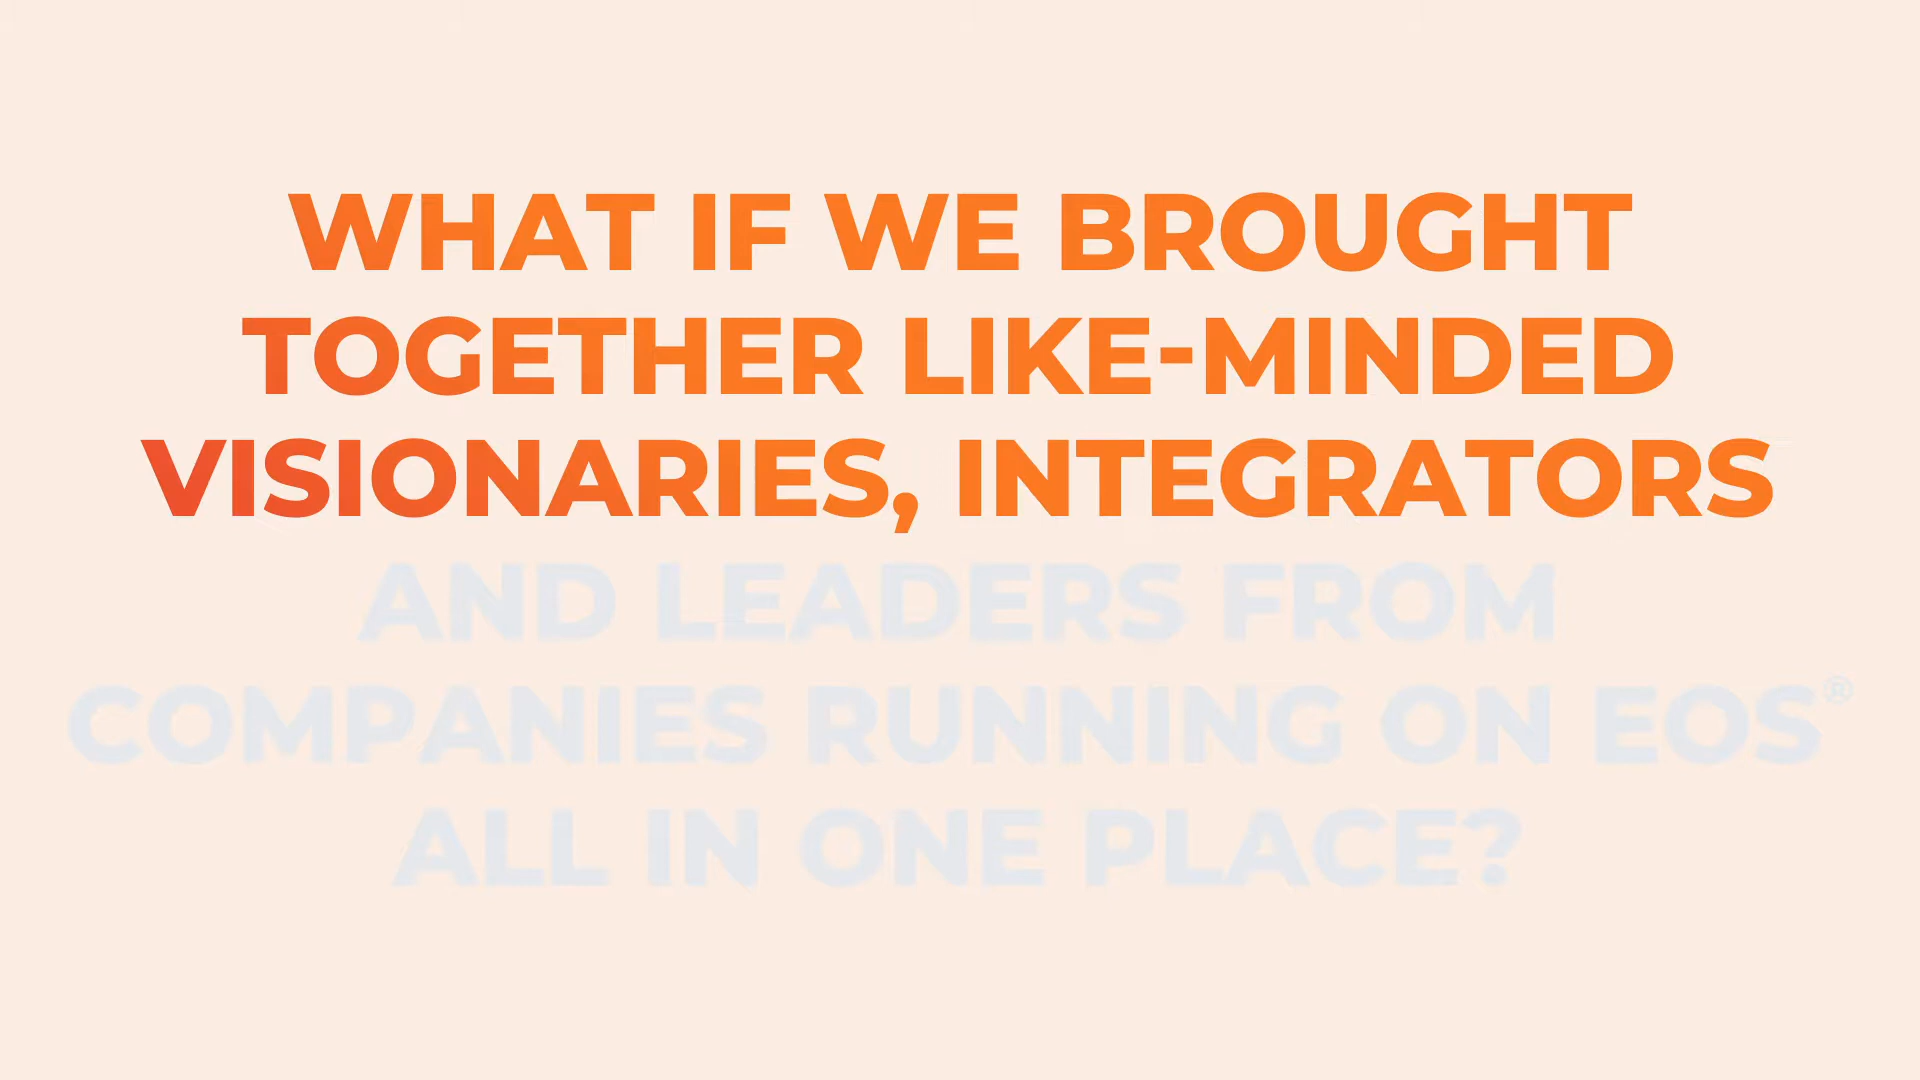 WHAT IF WE BROUGHT
TOGETHER LIKE-MINDED
VISIONARIES, INTEGRATORS
AND LEADERS FROM
COMPANIES RUNNING ON EOS®
ALL IN ONE PLACE?